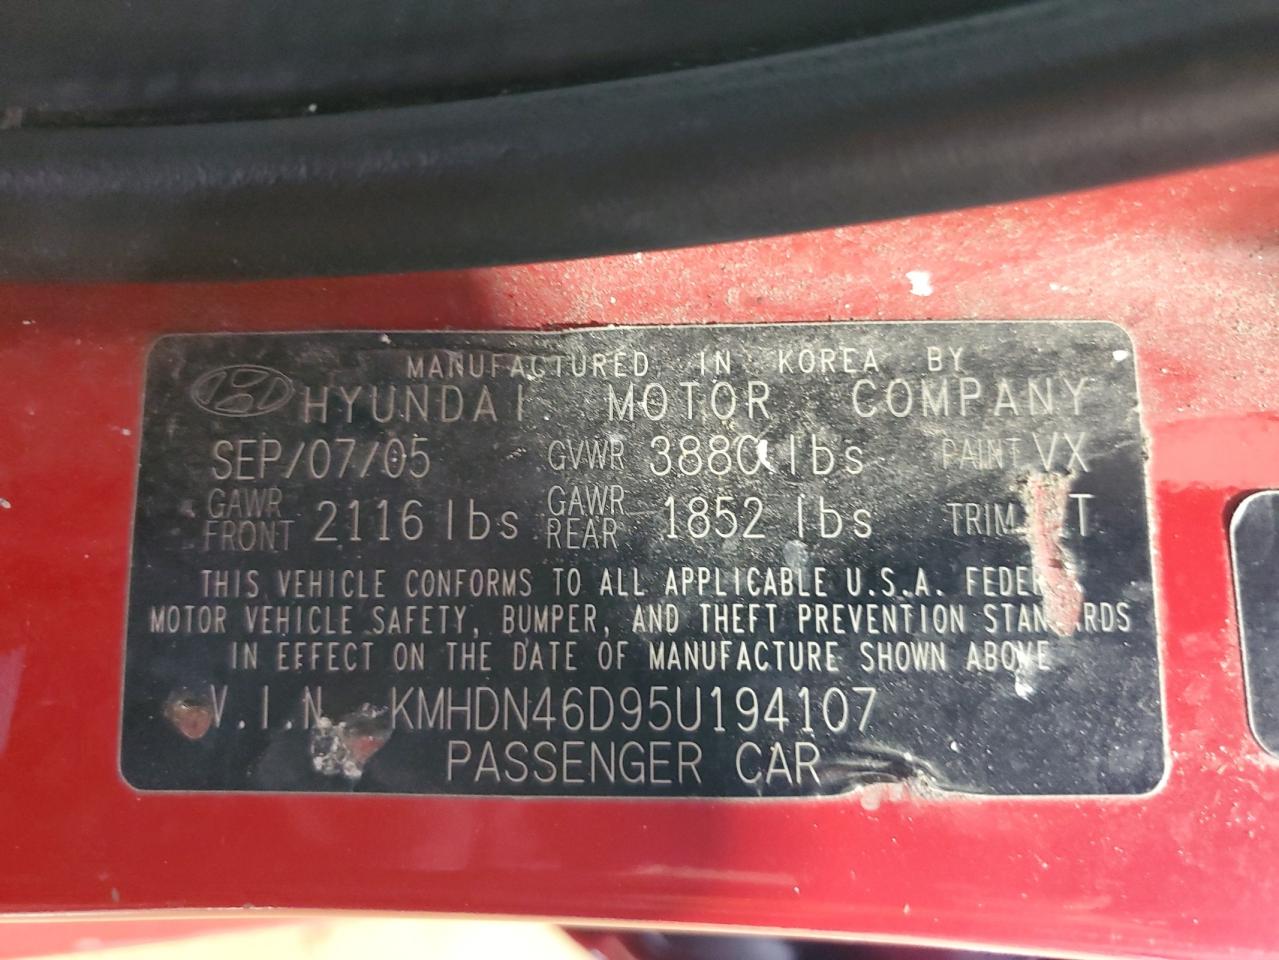 MANUFACTURED IN KOREA BY
HYUNDAI MOTOR COMPANY
SEP/07/05 GVWR 3880 lbs PAINT VX
GAWR FRONT 2116 lbs GAWR REAR 1852 lbs TRIM
THIS VEHICLE CONFORMS TO ALL APPLICABLE U.S.A. FEDER
MOTOR VEHICLE SAFETY, BUMPER, AND THEFT PREVENTION STANDARDS
IN EFFECT ON THE DATE OF MANUFACTURE SHOWN ABOVE
V.I.N KMHDN46D95U194107
PASSENGER CAR